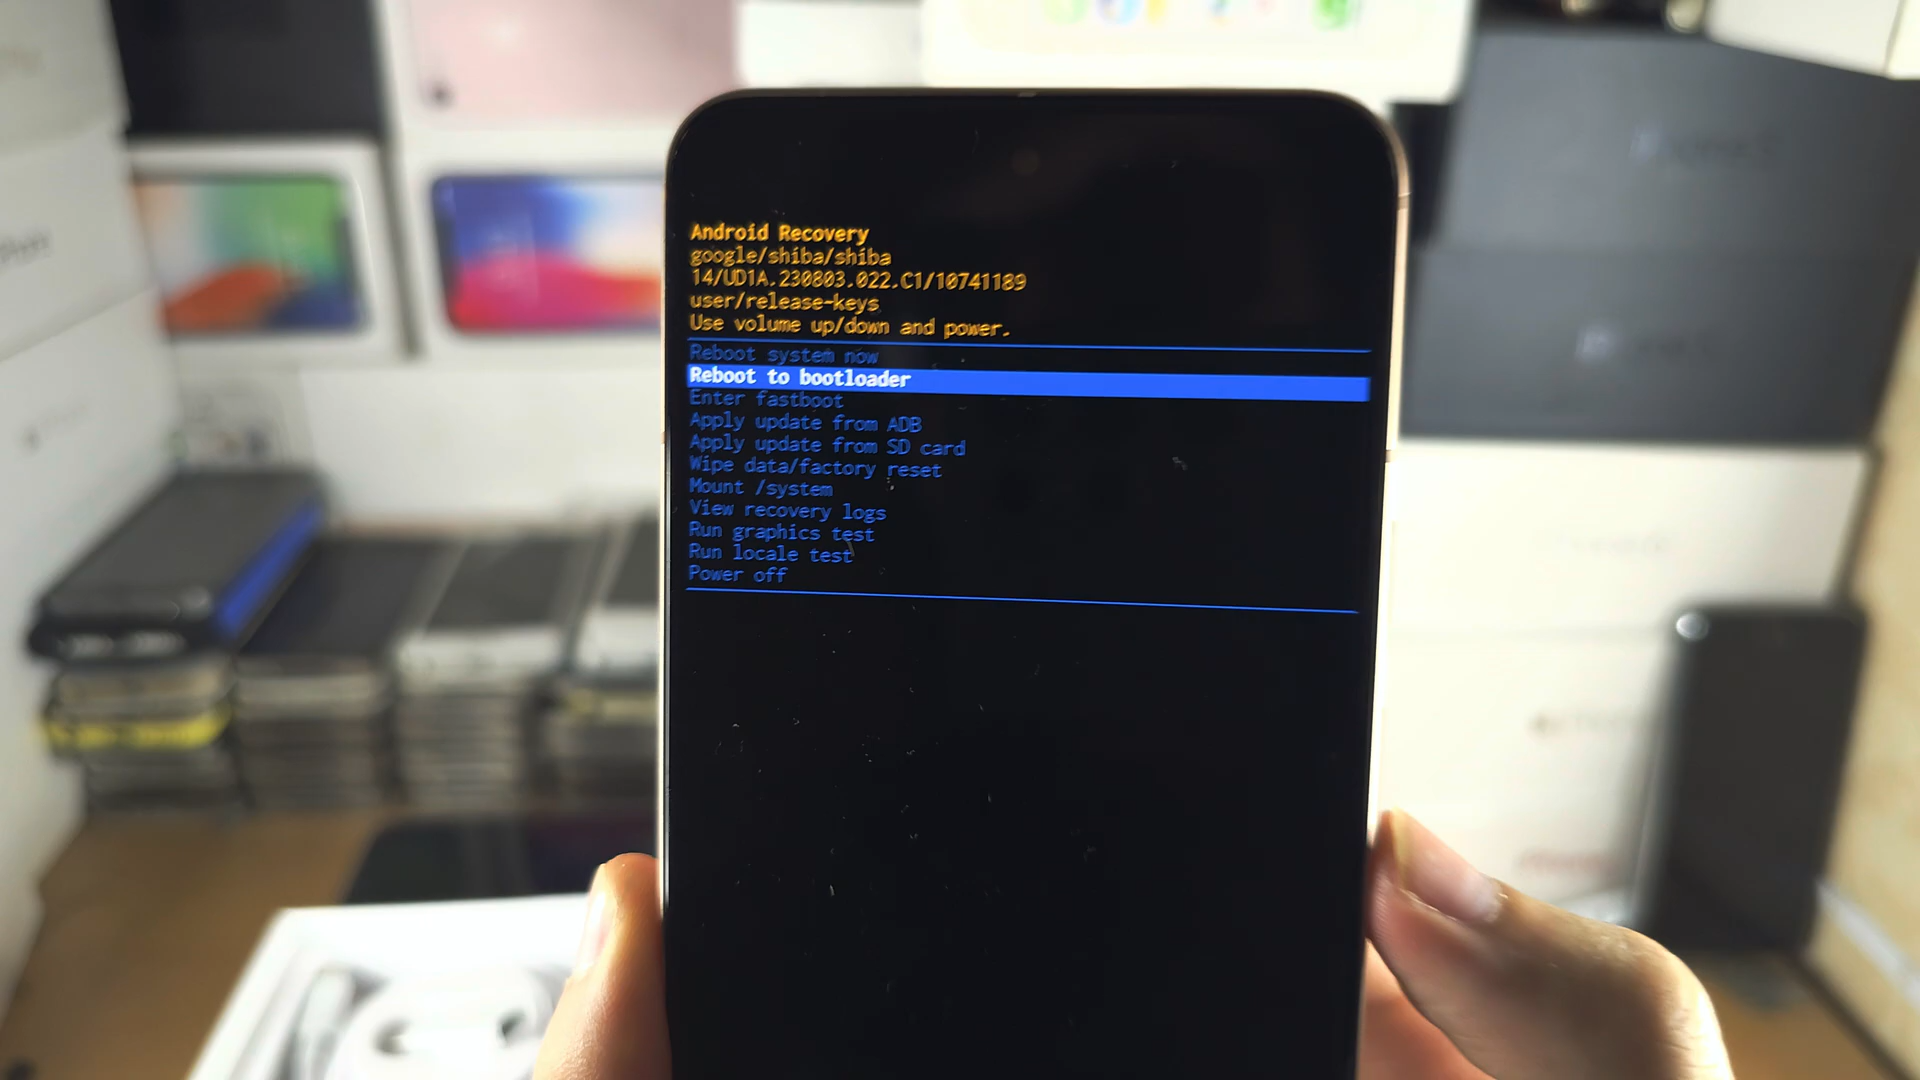 Android Recovery
google/shiba/shiba
14/UD1A.230803.022.C1/10741189
user/release-keys
Use volume up/down and power.
Reboot system now
Reboot to bootloader
Enter fastboot
Apply update from ADB
Apply update from SD card
Wipe data/factory reset
Mount /system
View recovery logs
Run graphics test
Run locale test
Power off